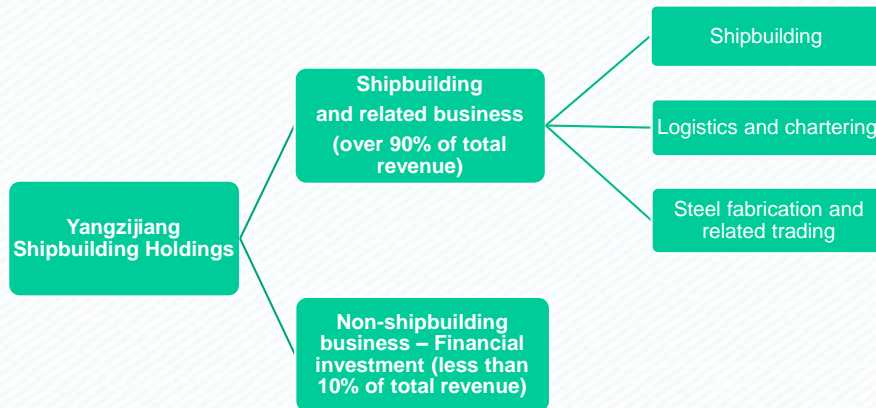 Shipbuilding
Shipbuilding
and related business
(over 90% of total
revenue)
Logistics and chartering
Yangzijiang
Shipbuilding Holdings
Steel fabrication and
related trading
Non-shipbuilding
business – Financial
investment (less than
10% of total revenue)